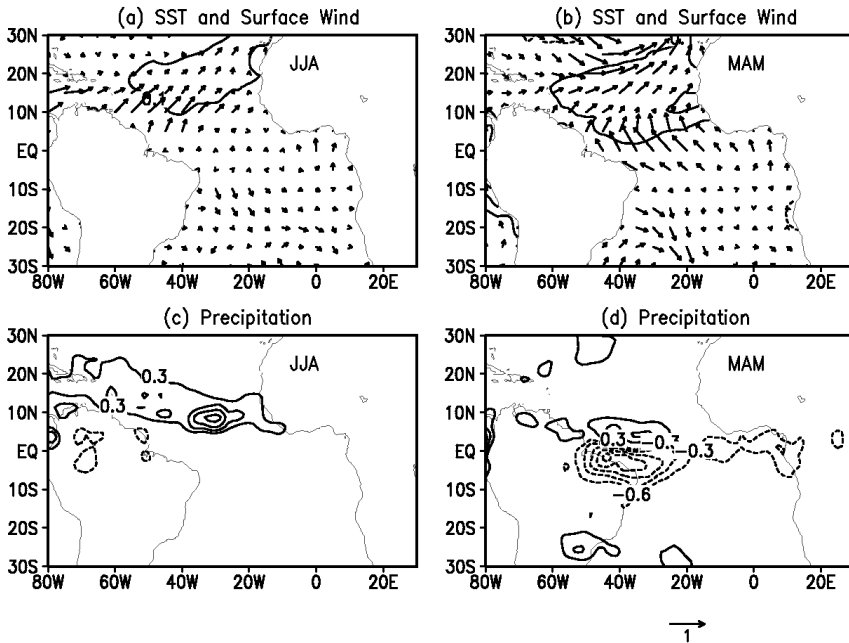 (a) SST and Surface Wind
(b) SST and Surface Wind
30N
20N
10N
EQ
10S
20S
30S
JJA
80W 60W 40W 20W 0 20E
30N
20N
10N
EQ
10S
20S
30S
MAM
80W 60W 40W 20W 0 20E
(c) Precipitation
(d) Precipitation
30N
20N
10N
EQ
10S
20S
30S
JJA
0.3
0.3
80W 60W 40W 20W 0 20E
30N
20N
10N
EQ
10S
20S
30S
MAM
0.3
-0.3
-0.6
80W 60W 40W 20W 0 20E
1